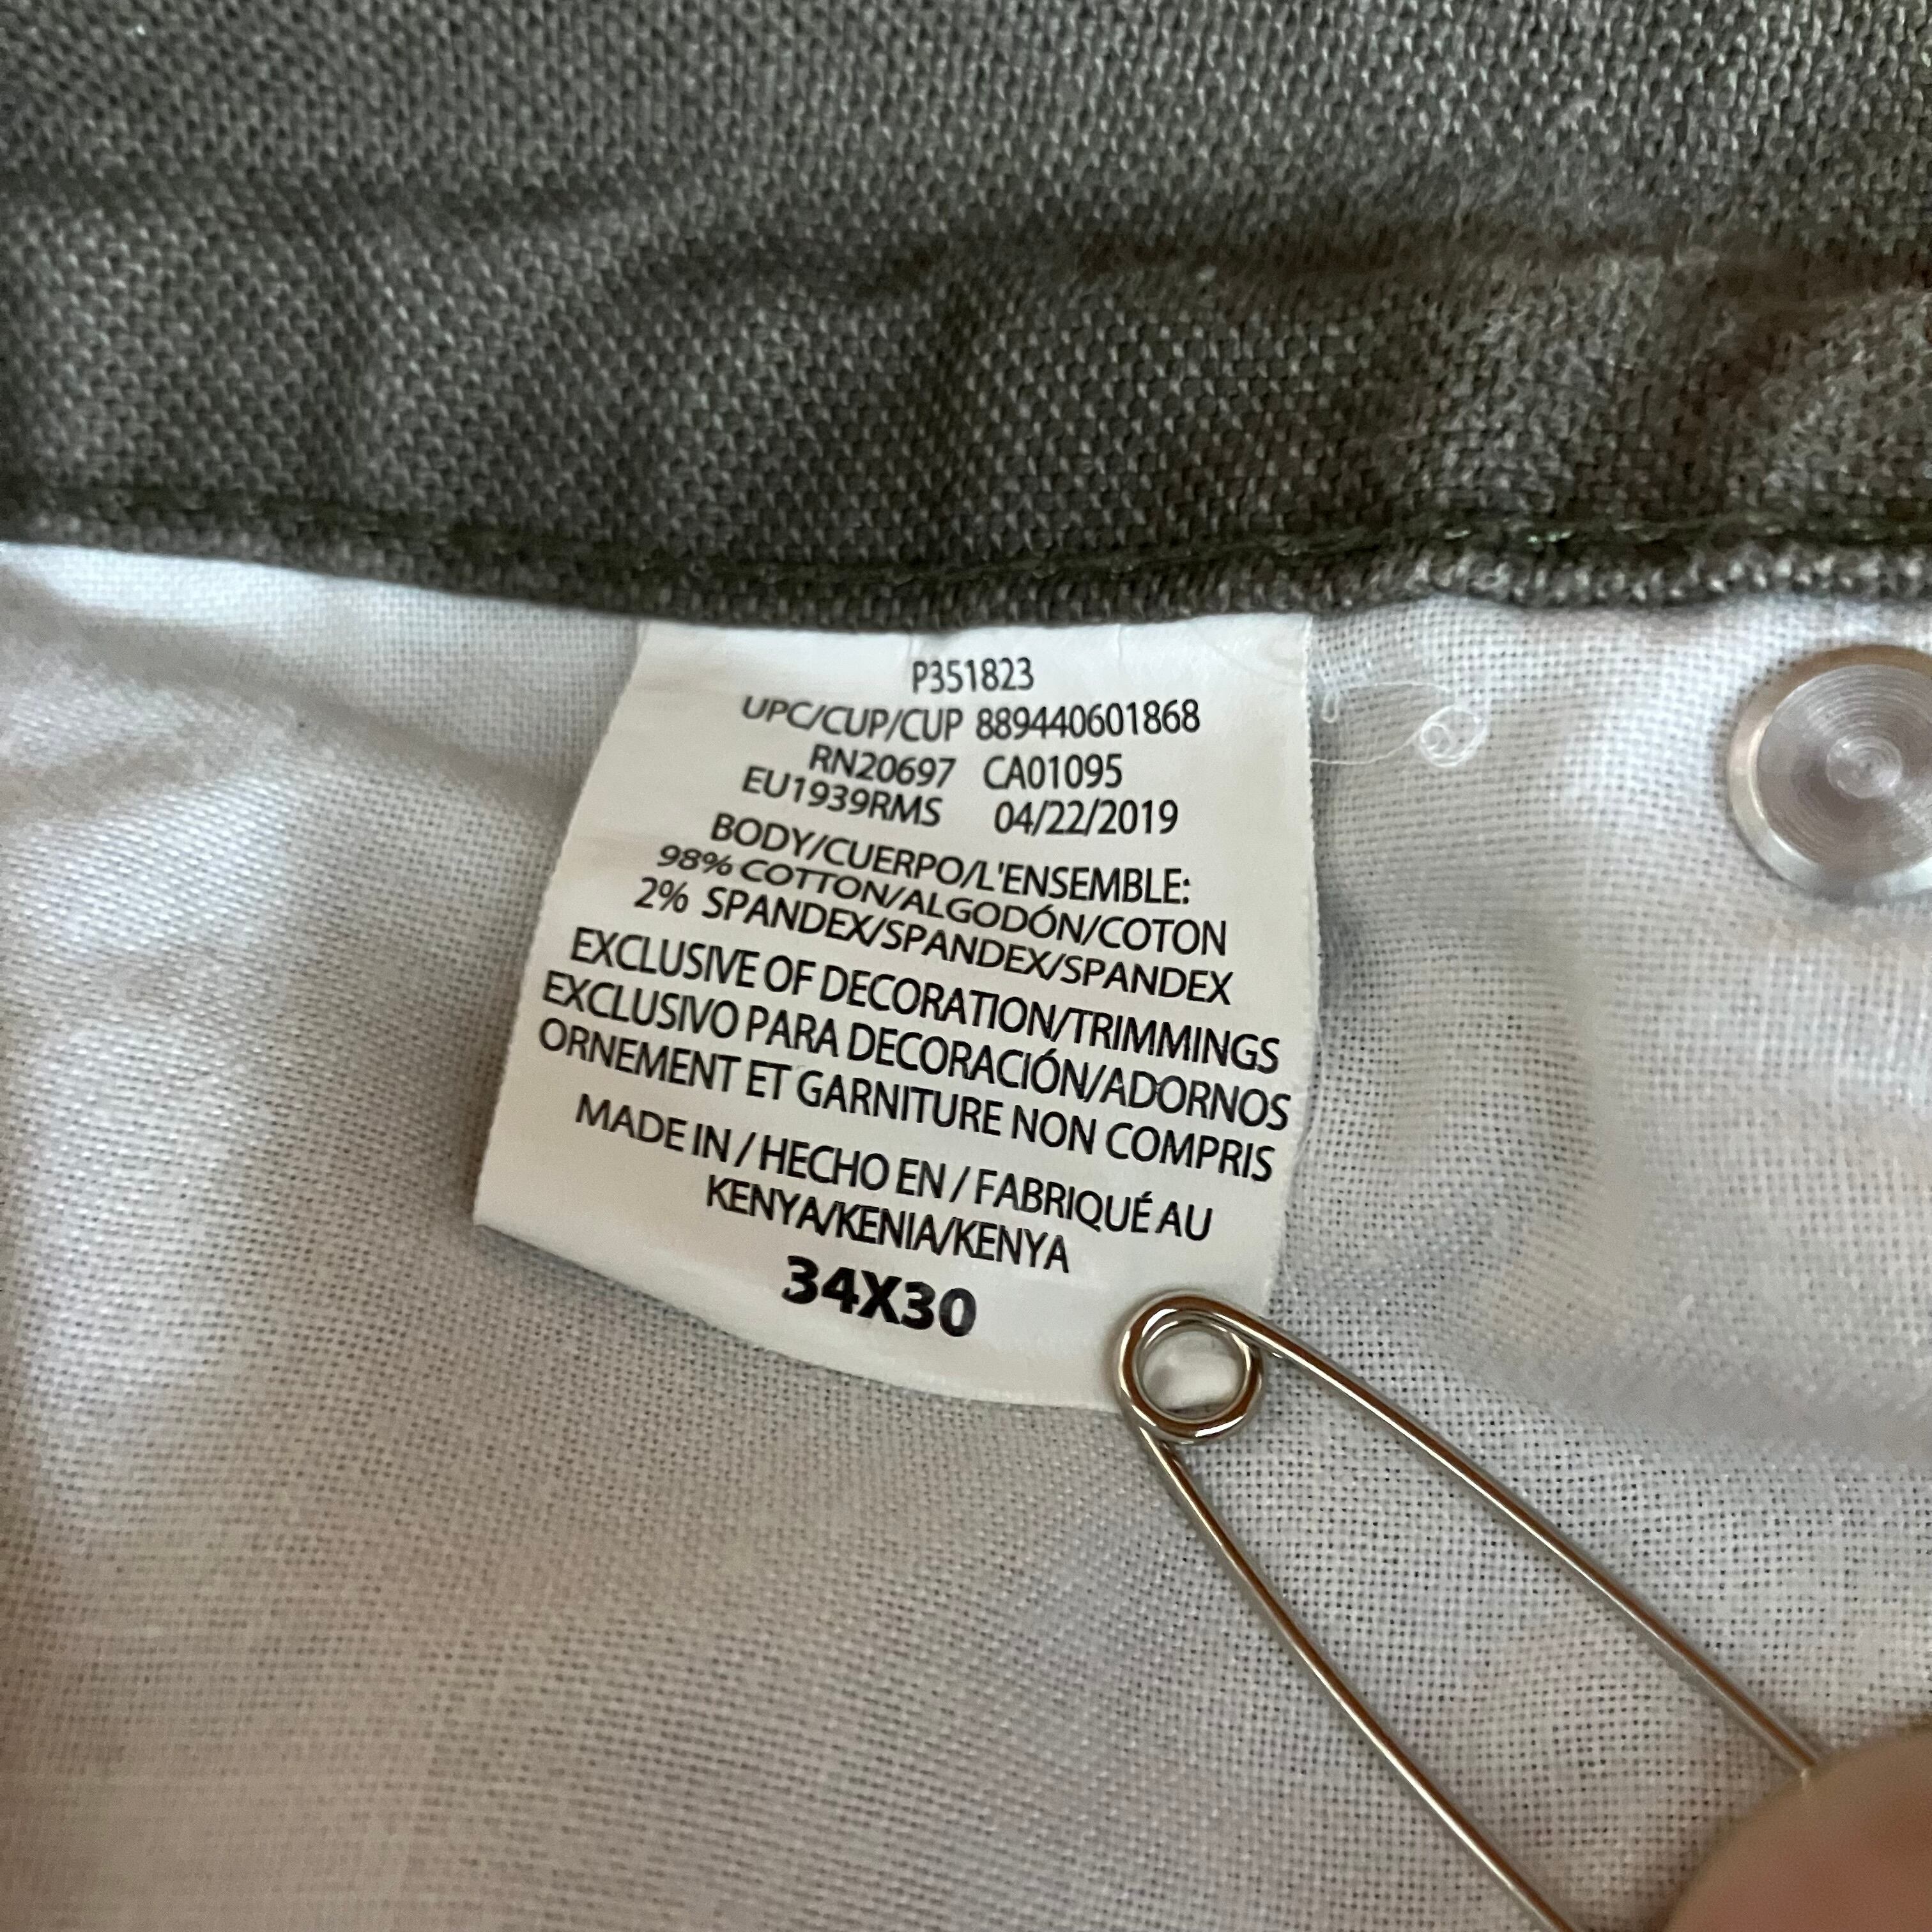 P351823
UPC/CUP/CUP 889440601868
RN20697 CA01095
EU1939RMS 04/22/2019
BODY/CUERPO/L'ENSEMBLE:
98% COTTON/ALGODÓN/COTON
2% SPANDEX/SPANDEX/SPANDEX
EXCLUSIVE OF DECORATION/TRIMMINGS
EXCLUSIVO PARA DECORACIÓN/ADORNOS
ORNEMENT ET GARNITURE NON COMPRIS
MADE IN / HECHO EN / FABRIQUÉ AU
KENYA/KENIA/KENYA
34X30